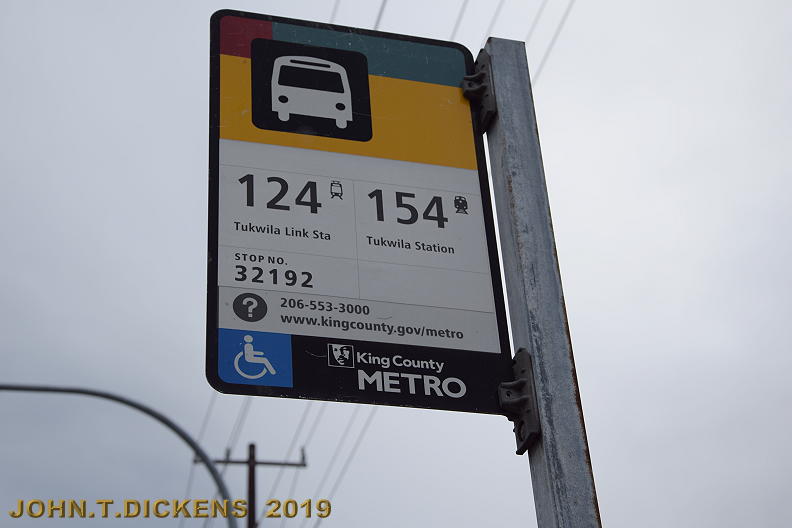 124
Tukwila Link Sta
154
Tukwila Station
STOP NO.
32192
?
206-553-3000
www.kingcounty.gov/metro
King County
METRO
JOHN.T.DICKENS 2019